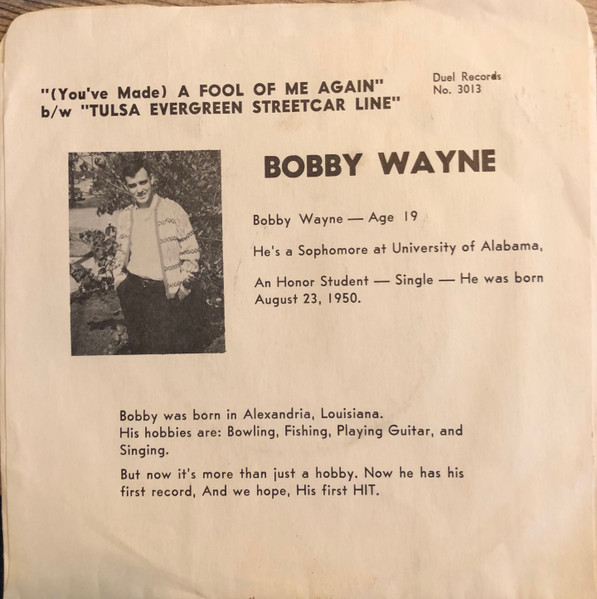 "(You've Made) A FOOL OF ME AGAIN"
b/w "TULSA EVERGREEN STREETCAR LINE"
Duel Records
No. 3013
BOBBY WAYNE
Bobby Wayne — Age 19
He's a Sophomore at University of Alabama,
An Honor Student — Single — He was born
August 23, 1950.
Bobby was born in Alexandria, Louisiana.
His hobbies are: Bowling, Fishing, Playing Guitar, and
Singing.
But now it's more than just a hobby. Now he has his
first record, And we hope, His first HIT.